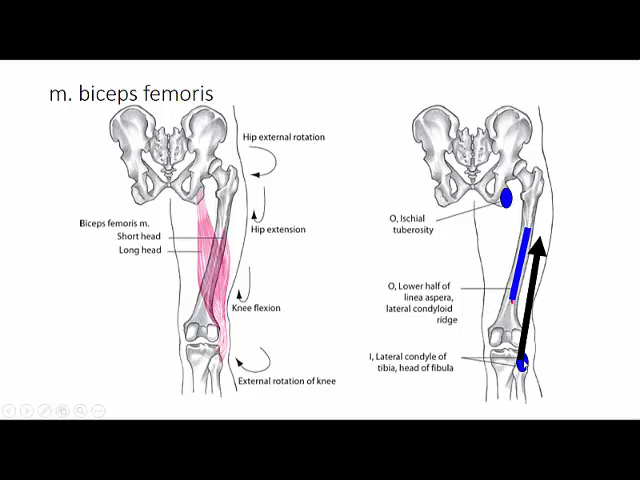 m. biceps femoris
Hip external rotation
Biceps femoris m.
Short head
Long head
Hip extension
Knee flexion
External rotation of knee
O, Ischial
tuberosity
O, Lower half of
linea aspera,
lateral condyloid
ridge
I, Lateral condyle of
tibia, head of fibula